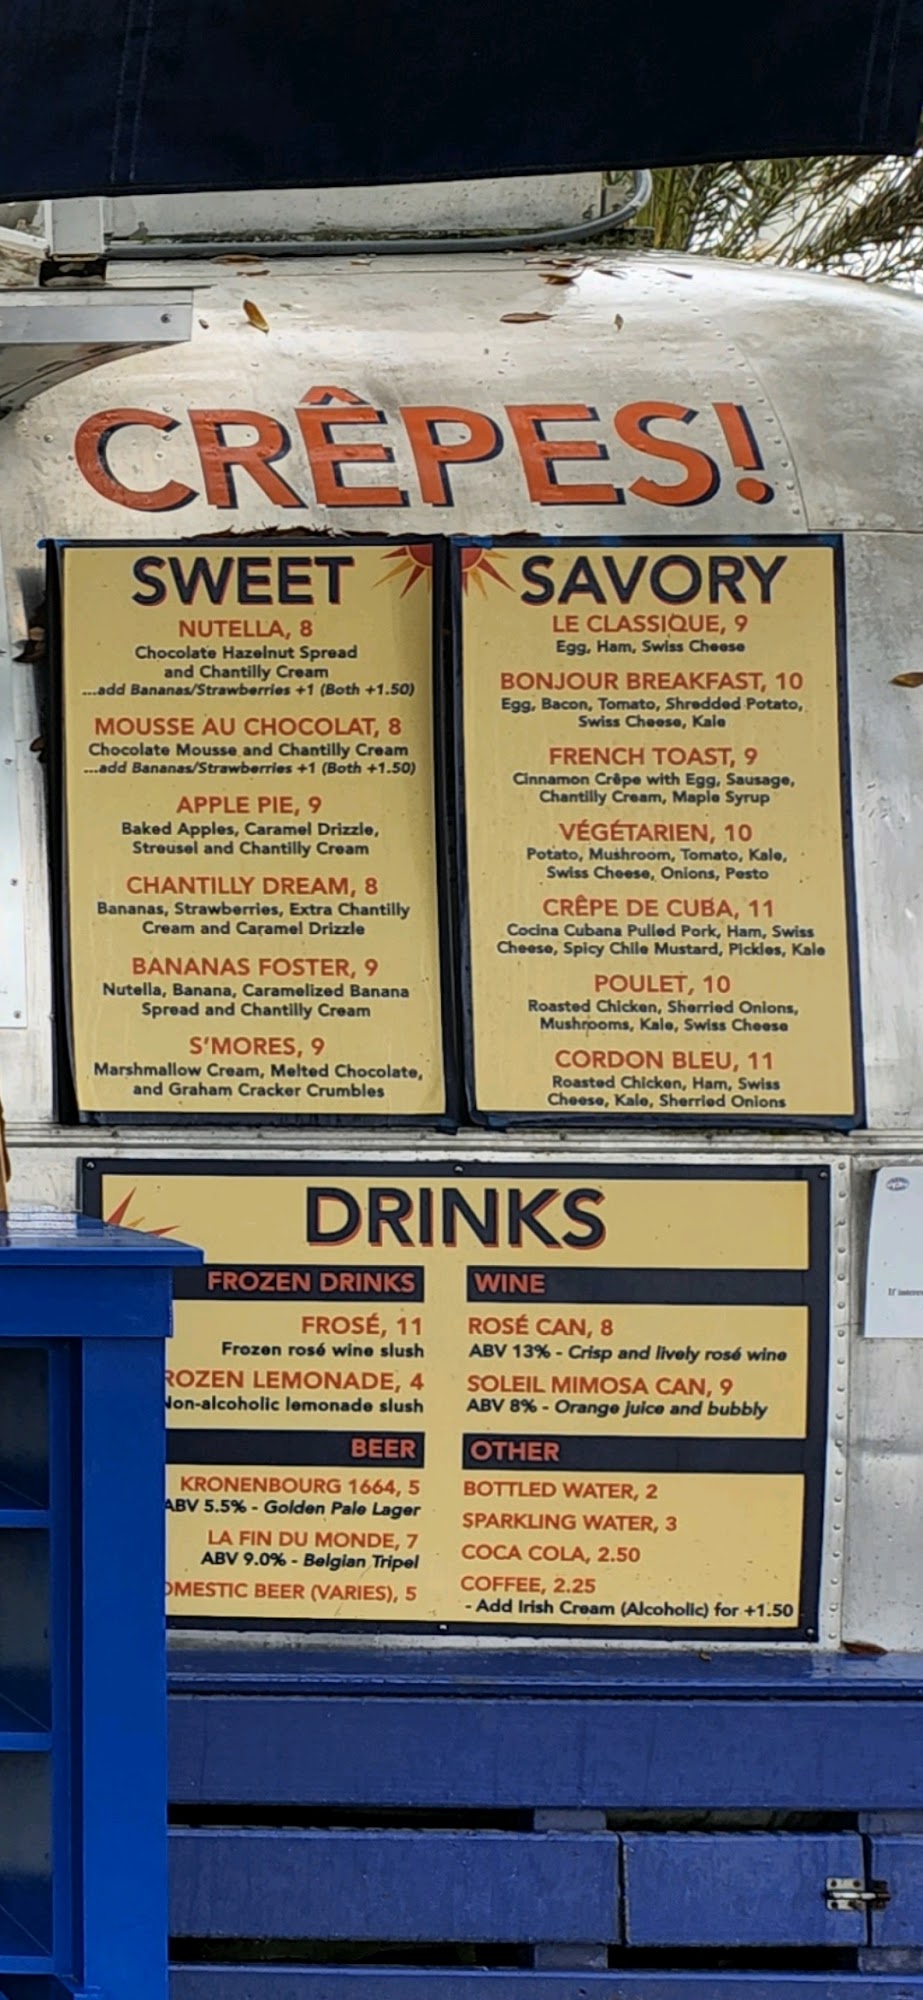 CRÊPES!
SWEET
NUTELLA, 8
Chocolate Hazelnut Spread
and Chantilly Cream
...add Bananas/Strawberries +1 (Both +1.50)
MOUSSE AU CHOCOLAT, 8
Chocolate Mousse and Chantilly Cream
...add Bananas/Strawberries +1 (Both +1.50)
APPLE PIE, 9
Baked Apples, Caramel Drizzle,
Streusel and Chantilly Cream
CHANTILLY DREAM, 8
Bananas, Strawberries, Extra Chantilly
Cream and Caramel Drizzle
BANANAS FOSTER, 9
Nutella, Banana, Caramelized Banana
Spread and Chantilly Cream
S'MORES, 9
Marshmallow Cream, Melted Chocolate,
and Graham Cracker Crumbles
SAVORY
LE CLASSIQUE, 9
Egg, Ham, Swiss Cheese
BONJOUR BREAKFAST, 10
Egg, Bacon, Tomato, Shredded Potato,
Swiss Cheese, Kale
FRENCH TOAST, 9
Cinnamon Crêpe with Egg, Sausage,
Chantilly Cream, Maple Syrup
VÉGÉTARIEN, 10
Potato, Mushroom, Tomato, Kale,
Swiss Cheese, Onions, Pesto
CRÊPE DE CUBA, 11
Cocina Cubana Pulled Pork, Ham, Swiss
Cheese, Spicy Chile Mustard, Pickles, Kale
POULET, 10
Roasted Chicken, Sherried Onions,
Mushrooms, Kale, Swiss Cheese
CORDON BLEU, 11
Roasted Chicken, Ham, Swiss
Cheese, Kale, Sherried Onions
DRINKS
FROZEN DRINKS
FROSÉ, 11
Frozen rosé wine slush
ROZEN LEMONADE, 4
Non-alcoholic lemonade slush
BEER
KRONENBOURG 1664, 5
ABV 5.5% - Golden Pale Lager
LA FIN DU MONDE, 7
ABV 9.0% - Belgian Tripel
OMESTIC BEER (VARIES), 5
WINE
ROSÉ CAN, 8
ABV 13% - Crisp and lively rosé wine
SOLEIL MIMOSA CAN, 9
ABV 8% - Orange juice and bubbly
OTHER
BOTTLED WATER, 2
SPARKLING WATER, 3
COCA COLA, 2.50
COFFEE, 2.25
- Add Irish Cream (Alcoholic) for +1.50